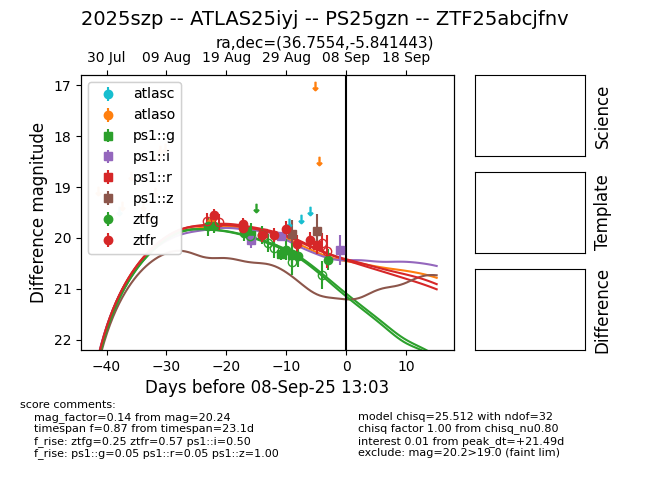 2025szp -- ATLAS25iyj -- PS25gzn -- ZTF25abcjfnv
ra,dec=(36.7554,-5.841443)
30 Jul 09 Aug 19 Aug 29 Aug 08 Sep 18 Sep
17
18
19
20
21
22
Difference magnitude
atlasc
atlaso
ps1::g
ps1::i
ps1::r
ps1::z
ztfg
ztfr
−40 −30 −20 −10 0 10
Days before 08-Sep-25 13:03
Science
Template
Difference
score comments:
mag_factor=0.14 from mag=20.24
timespan f=0.87 from timespan=23.1d
f_rise: ztfg=0.25 ztfr=0.57 ps1::i=0.50
f_rise: ps1::g=0.05 ps1::r=0.05 ps1::z=1.00
model chisq=25.512 with ndof=32
chisq factor 1.00 from chisq_nu0.80
interest 0.01 from peak_dt=+21.49d
exclude: mag=20.2>19.0 (faint lim)